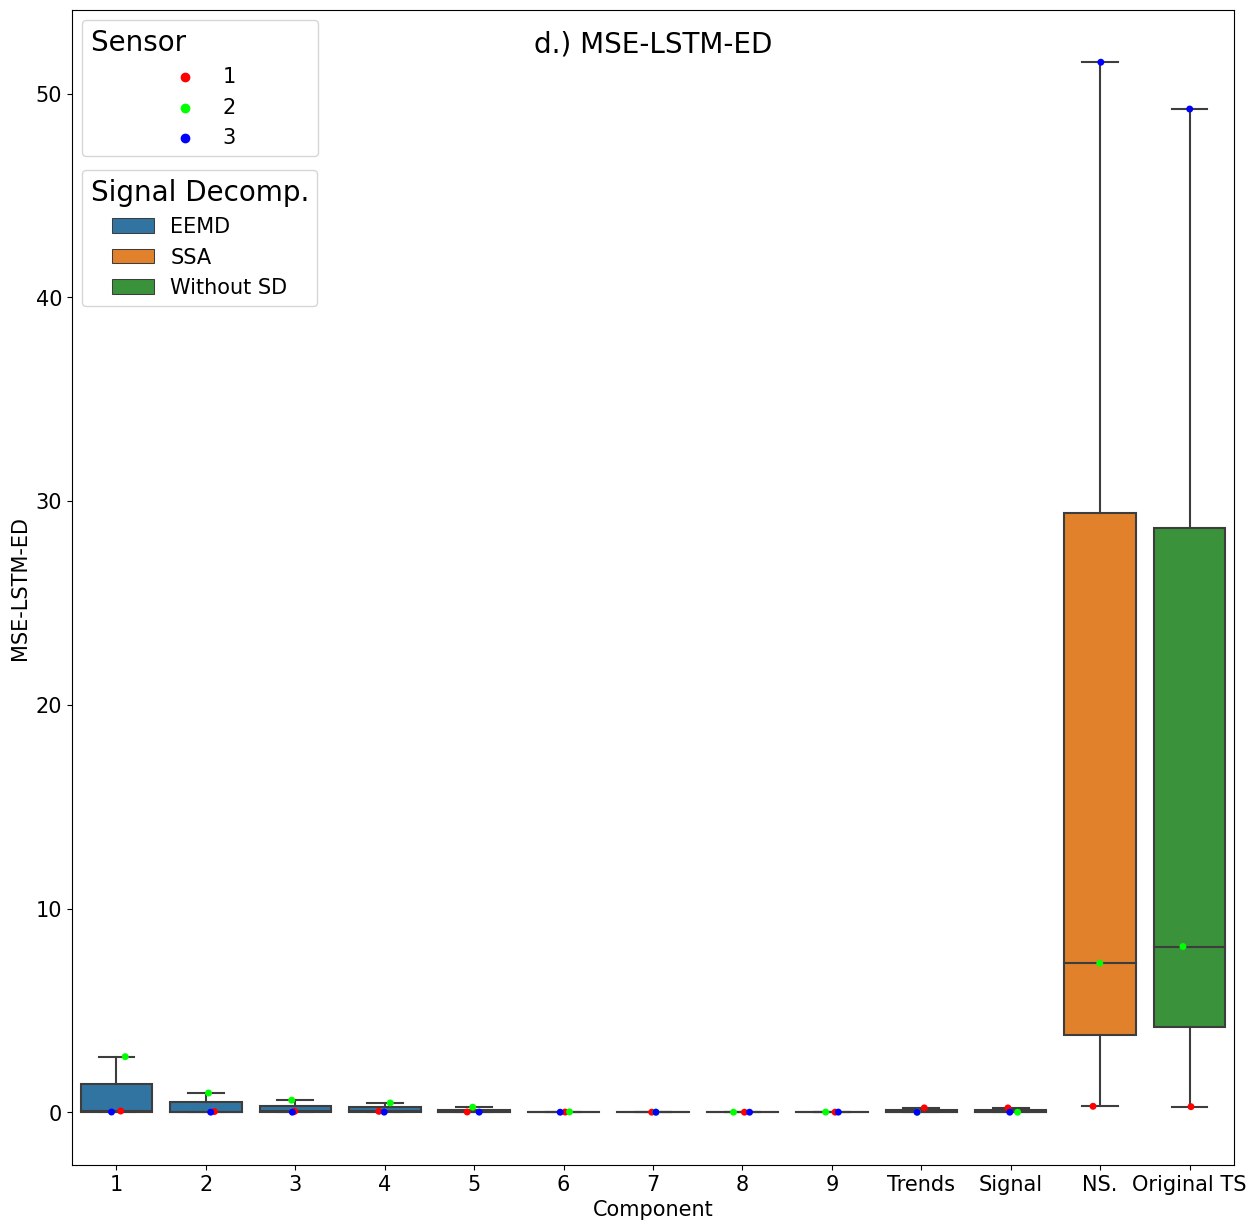 d.) MSE-LSTM-ED
Sensor
1
2
3
Signal Decomp.
EEMD
SSA
Without SD
MSE-LSTM-ED
50
40
30
20
10
0
1 2 3 4 5 6 7 8 9 Trends Signal NS. Original TS
Component